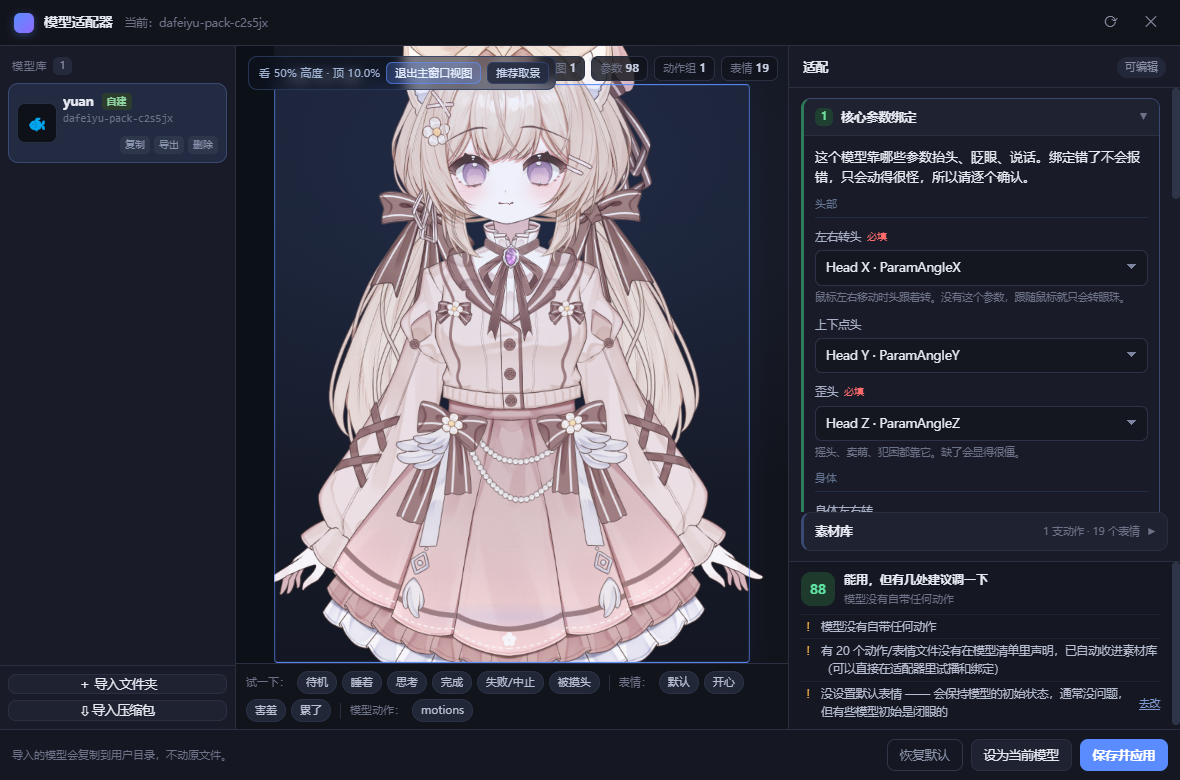 模型适配器 当前: dafeiyu-pack-c2s5jx
模型库 1
yuan 自建
dafeiyu-pack-c2s5jx
复制 导出 删除
+ 导入文件夹
⇩ 导入压缩包
看 50% 高度 · 顶 10.0% 退出主窗口视图 推荐取景 图 1 参数 98 动作组 1 表情 19
试一下: 待机 睡着 思考 完成 失败/中止 被摸头 表情: 默认 开心
害羞 累了 模型动作: motions
适配 可编辑
1 核心参数绑定 ▼
这个模型靠哪些参数抬头、眨眼、说话。绑定错了不会报
错，只会动得很怪，所以请逐个确认。
头部
左右转头 必填
Head X · ParamAngleX
鼠标左右移动时头跟着转。没有这个参数，跟随鼠标就只会转眼珠。
上下点头
Head Y · ParamAngleY
歪头 必填
Head Z · ParamAngleZ
摇头、卖萌、犯困都靠它。缺了会显得很僵。
身体
身体左右转
素材库 1 支动作 · 19 个表情 ▶
88 能用，但有几处建议调一下
模型没有自带任何动作
! 模型没有自带任何动作
! 有 20 个动作/表情文件没有在模型清单里声明，已自动收进素材库
（可以直接在适配器里试播和绑定）
! 没设置默认表情 —— 会保持模型的初始状态，通常没问题，
但有些模型初始是闭眼的 去改
导入的模型会复制到用户目录，不动原文件。
恢复默认 设为当前模型 保存并应用